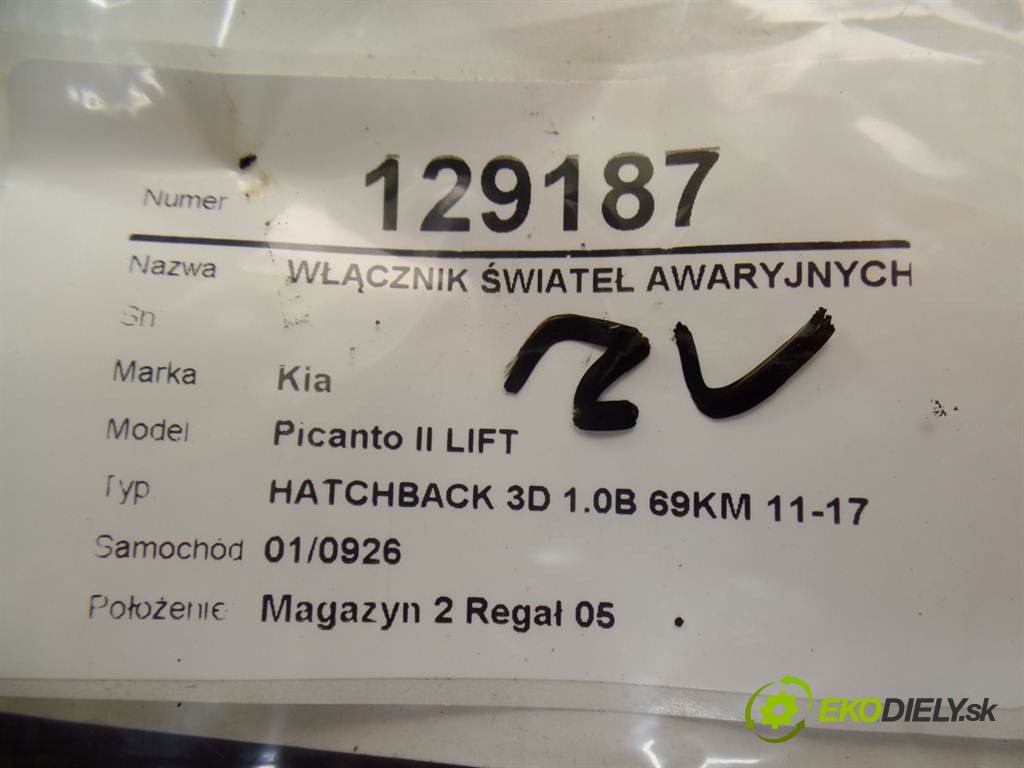 Numer 129187
Nazwa WŁĄCZNIK ŚWIATEŁ AWARYJNYCH
Sn
Marka Kia
Model Picanto II LIFT
Typ HATCHBACK 3D 1.0B 69KM 11-17
Samochód 01/0926
Położenie Magazyn 2 Regał 05
EKODIELY.sk